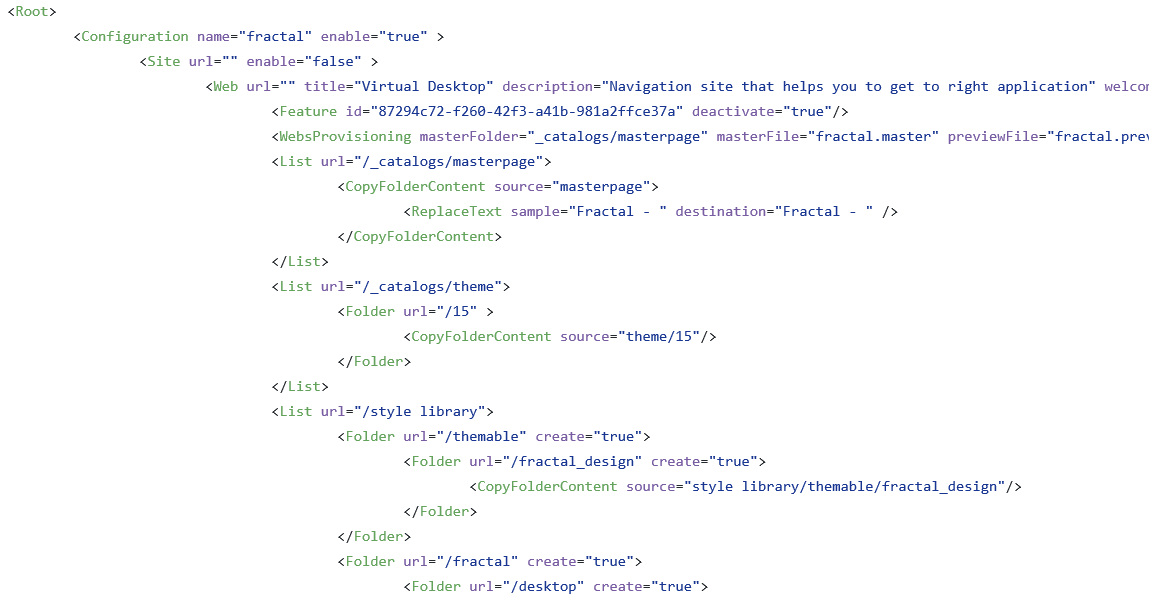 <Root>
<Configuration name="fractal" enable="true" >
<Site url="" enable="false" >
<Web url="" title="Virtual Desktop" description="Navigation site that helps you to get to right application" welcor
<Feature id="87294c72-f260-42f3-a41b-981a2ffce37a" deactivate="true"/>
<WebsProvisioning masterFolder="_catalogs/masterpage" masterFile="fractal.master" previewFile="fractal.prev
<List url="/_catalogs/masterpage">
<CopyFolderContent source="masterpage">
<ReplaceText sample="Fractal - " destination="Fractal - " />
</CopyFolderContent>
</List>
<List url="/_catalogs/theme">
<Folder url="/15" >
<CopyFolderContent source="theme/15"/>
</Folder>
</List>
<List url="/style library">
<Folder url="/themable" create="true">
<Folder url="/fractal_design" create="true">
<CopyFolderContent source="style library/themable/fractal_design"/>
</Folder>
</Folder>
<Folder url="/fractal" create="true">
<Folder url="/desktop" create="true">